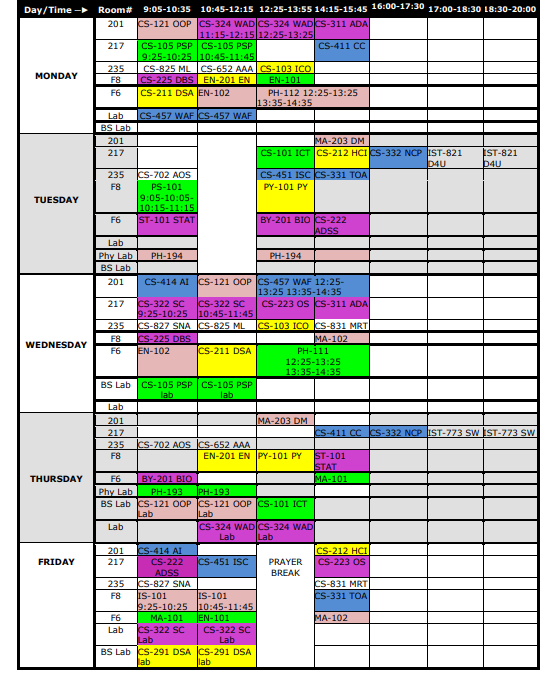 Day/Time —> Room# 9:05-10:35 10:45-12:15 12:25-13:55 14:15-15:45 16:00-17:30 17:00-18:30 18:30-20:00
MONDAY
201 CS-121 OOP CS-324 WAD 11:15-12:15 CS-324 WAD 12:25-13:25 CS-311 ADA
217 CS-105 PSP 9:25-10:25 CS-105 PSP 10:45-11:45 CS-411 CC
235 CS-825 ML CS-652 AAA CS-103 ICO
F8 CS-225 DBS EN-201 EN EN-101
F6 CS-211 DSA EN-102 PH-112 12:25-13:25 13:35-14:35
Lab CS-457 WAF CS-457 WAF
BS Lab
TUESDAY
201 MA-203 DM
217 CS-101 ICT CS-212 HCI CS-332 NCP IST-821 D4U IST-821 D4U
235 CS-702 AOS CS-451 ISC CS-331 TOA
F8 PS-101 9:05-10:05- 10:15-11:15 PY-101 PY
F6 ST-101 STAT BY-201 BIO CS-222 ADSS
Lab
Phy Lab PH-194 PH-194
BS Lab
WEDNESDAY
201 CS-414 AI CS-121 OOP CS-457 WAF 12:25- 13:25 13:35-14:35
217 CS-322 SC 9:25-10:25 CS-322 SC 10:45-11:45 CS-223 OS CS-311 ADA
235 CS-827 SNA CS-825 ML CS-103 ICO CS-831 MRT
F8 CS-225 DBS MA-102
F6 EN-102 CS-211 DSA PH-111 12:25-13:25 13:35-14:35
BS Lab CS-105 PSP lab CS-105 PSP lab
Lab
THURSDAY
201 MA-203 DM
217 CS-411 CC CS-332 NCP IST-773 SW IST-773 SW
235 CS-702 AOS CS-652 AAA
F8 EN-201 EN PY-101 PY ST-101 STAT
F6 BY-201 BIO MA-101
Phy Lab PH-193 PH-193
BS Lab CS-121 OOP Lab CS-121 OOP Lab CS-101 ICT
Lab CS-324 WAD Lab CS-324 WAD Lab
FRIDAY
201 CS-414 AI PRAYER BREAK CS-212 HCI
217 CS-222 ADSS CS-451 ISC CS-223 OS
235 CS-827 SNA CS-831 MRT
F8 IS-101 9:25-10:25 IS-101 10:45-11:45 CS-331 TOA
F6 MA-101 EN-101 MA-102
Lab CS-322 SC Lab CS-322 SC Lab
BS Lab CS-291 DSA lab CS-291 DSA lab